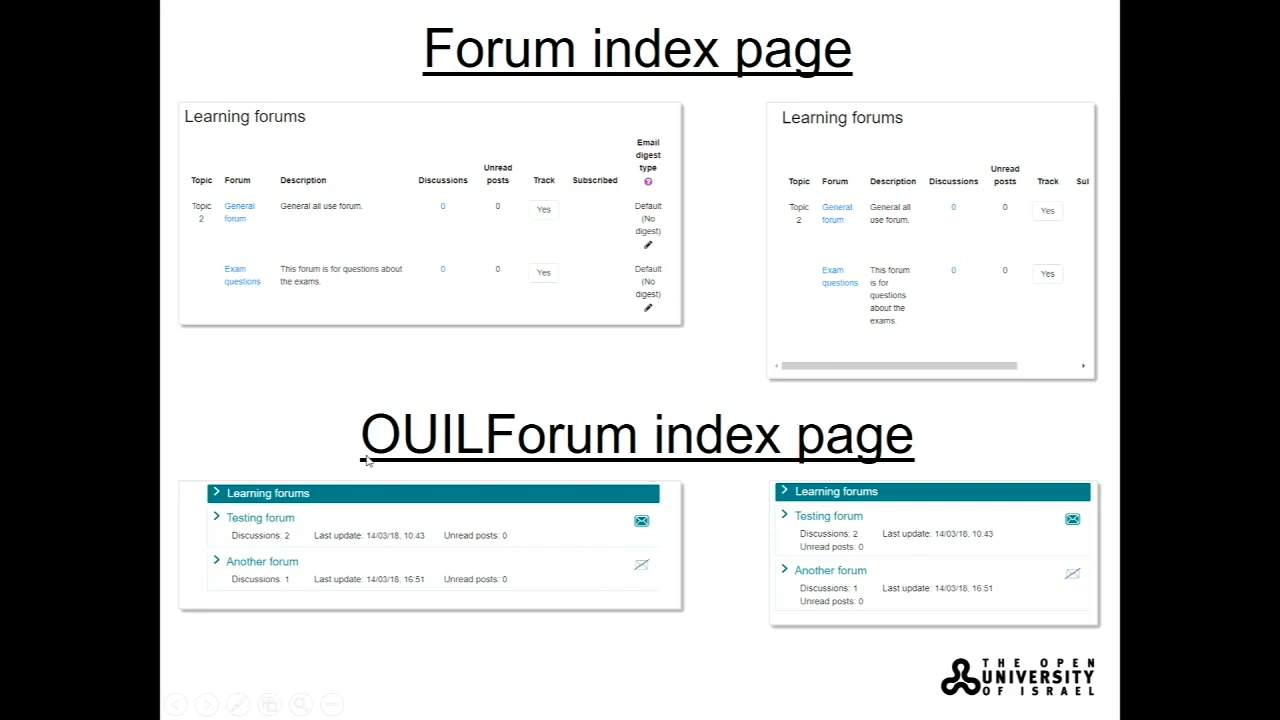 Forum index page
Learning forums
Email
digest
type
Unread
Topic Forum Description Discussions posts Track Subscribed
Topic General General all use forum. 0 0 Yes Default
2 forum (No
digest)
Exam This forum is for questions about 0 0 Yes Default
questions the exams. (No
digest)
Learning forums
Unread
Topic Forum Description Discussions posts Track Sul
Topic General General all 0 0 Yes
2 forum use forum.
Exam This forum 0 0 Yes
questions is for
questions
about the
exams.
OUILForum index page
Learning forums
Testing forum
Discussions: 2 Last update: 14/03/18, 10:43 Unread posts: 0
Another forum
Discussions: 1 Last update: 14/03/18, 16:51 Unread posts: 0
Learning forums
Testing forum
Discussions: 2 Last update: 14/03/18, 10:43
Unread posts: 0
Another forum
Discussions: 1 Last update: 14/03/18, 16:51
Unread posts: 0
THE OPEN
UNIVERSITY
OF ISRAEL